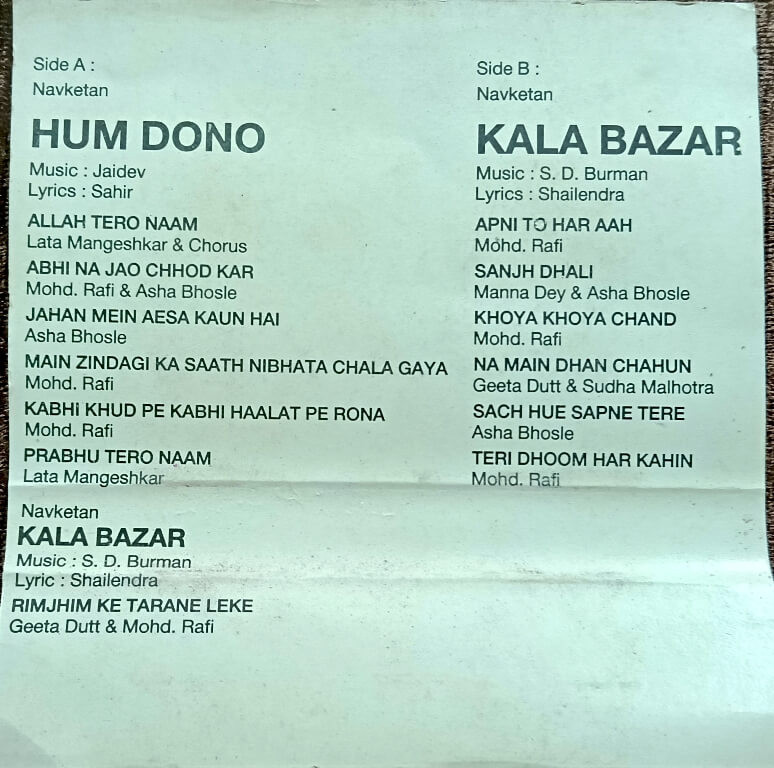 Side A :
Navketan
HUM DONO
Music : Jaidev
Lyrics : Sahir
ALLAH TERO NAAM
Lata Mangeshkar & Chorus
ABHI NA JAO CHHOD KAR
Mohd. Rafi & Asha Bhosle
JAHAN MEIN AESA KAUN HAI
Asha Bhosle
MAIN ZINDAGI KA SAATH NIBHATA CHALA GAYA
Mohd. Rafi
KABHI KHUD PE KABHI HAALAT PE RONA
Mohd. Rafi
PRABHU TERO NAAM
Lata Mangeshkar
Navketan
KALA BAZAR
Music : S. D. Burman
Lyric : Shailendra
RIMJHIM KE TARANE LEKE
Geeta Dutt & Mohd. Rafi
Side B :
Navketan
KALA BAZAR
Music : S. D. Burman
Lyrics : Shailendra
APNI TO HAR AAH
Mohd. Rafi
SANJH DHALI
Manna Dey & Asha Bhosle
KHOYA KHOYA CHAND
Mohd. Rafi
NA MAIN DHAN CHAHUN
Geeta Dutt & Sudha Malhotra
SACH HUE SAPNE TERE
Asha Bhosle
TERI DHOOM HAR KAHIN
Mohd. Rafi